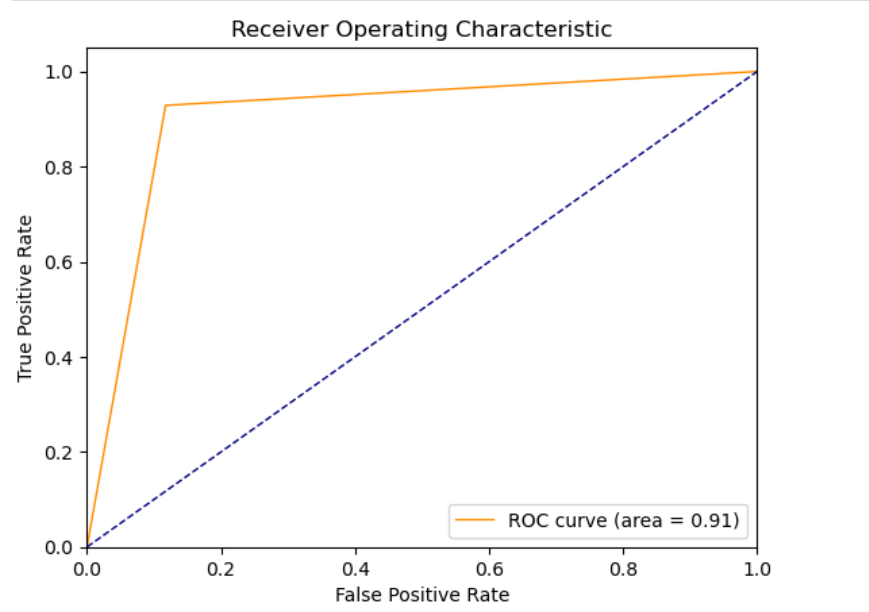 Receiver Operating Characteristic
1.0
0.8
0.6
0.4
0.2
0.0
True Positive Rate
ROC curve (area = 0.91)
0.0 0.2 0.4 0.6 0.8 1.0
False Positive Rate